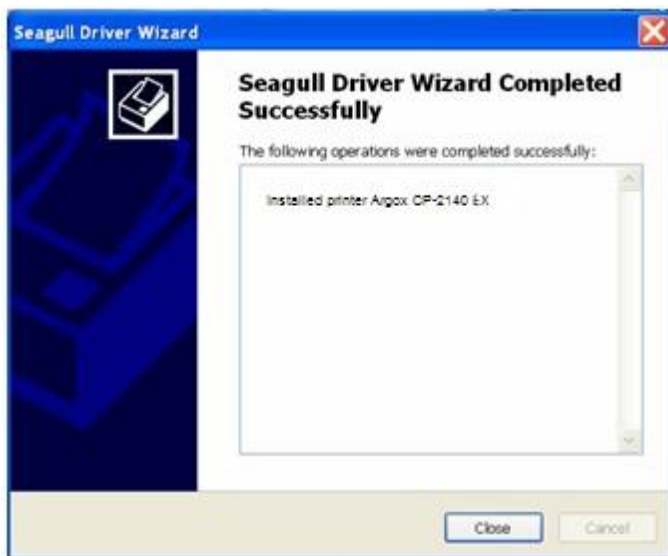 Seagull Driver Wizard
Seagull Driver Wizard Completed
Successfully
The following operations were completed successfully:
Installed printer Argox CP-2140 EX
Close
Cancel